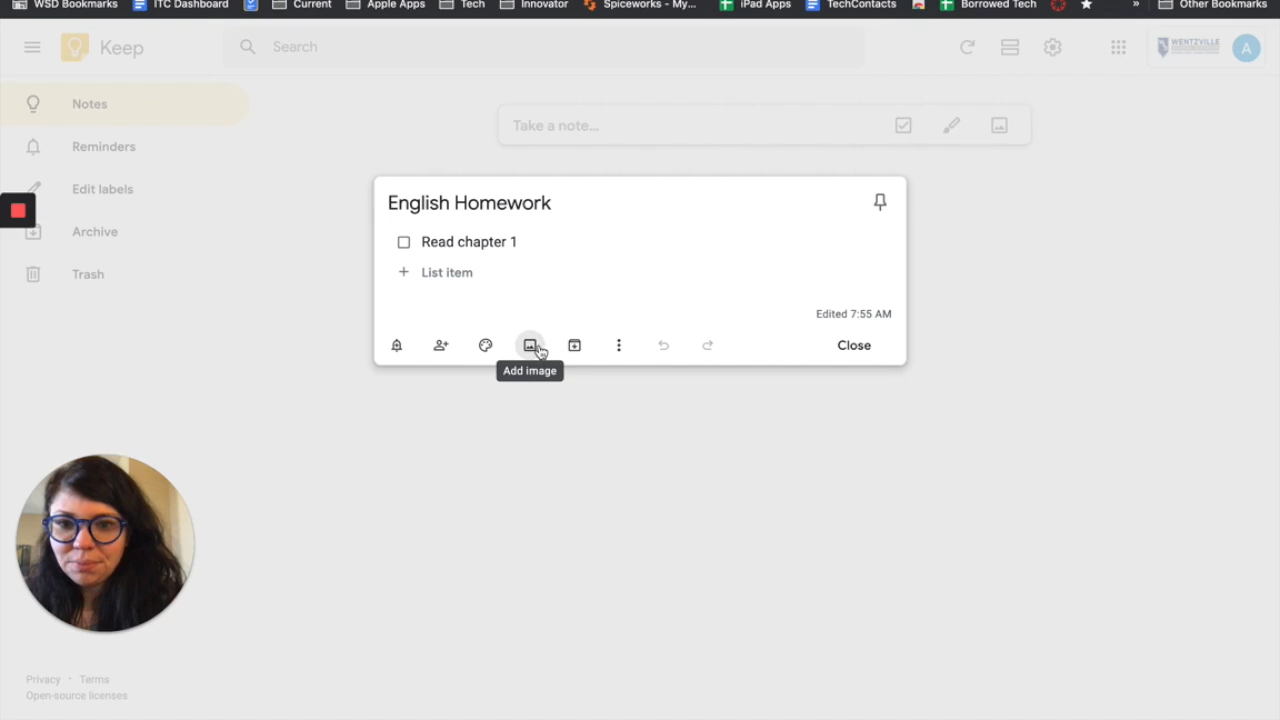 WSD Bookmarks ITC Dashboard Current Apple Apps Tech Innovator Spiceworks - My... iPad Apps TechContacts Borrowed Tech » Other Bookmarks
Keep Search WENTZVILLE A
Notes
Take a note...
Reminders
Edit labels
Archive
Trash
English Homework
Read chapter 1
+ List item
Edited 7:55 AM
Close
Add image
Privacy · Terms
Open-source licenses